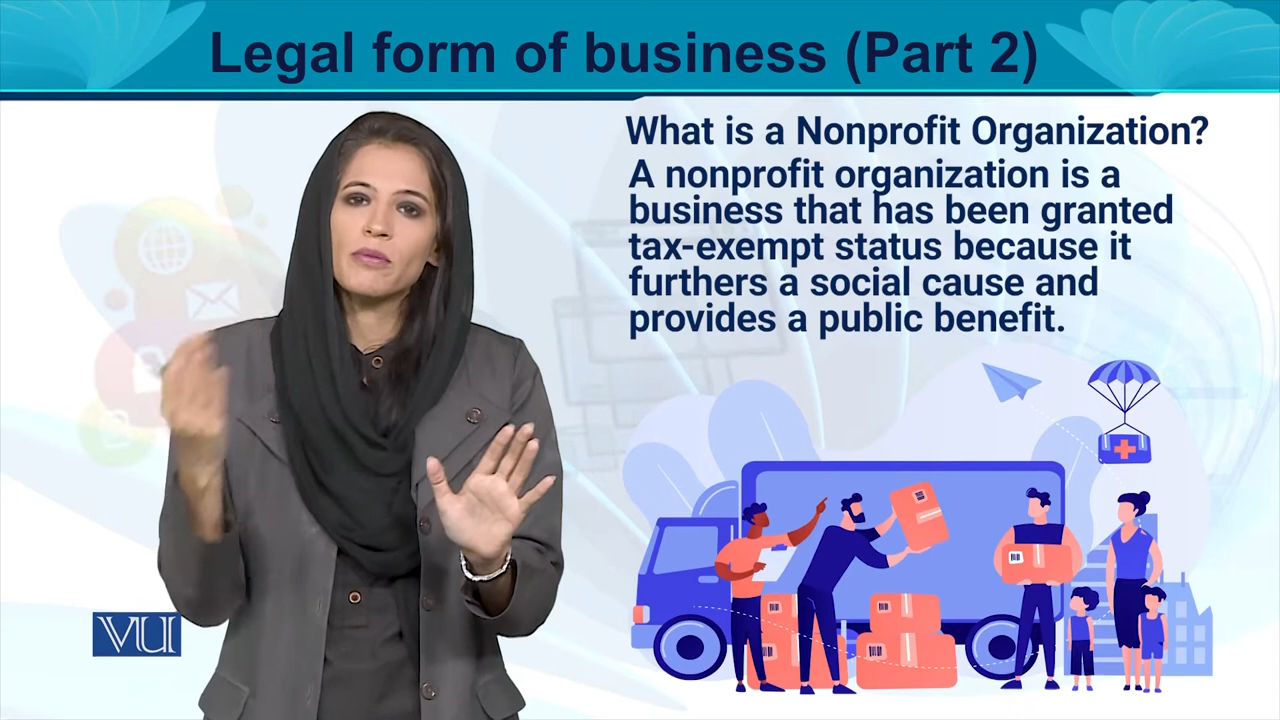 Legal form of business (Part 2)
What is a Nonprofit Organization?
A nonprofit organization is a
business that has been granted
tax-exempt status because it
furthers a social cause and
provides a public benefit.
VU